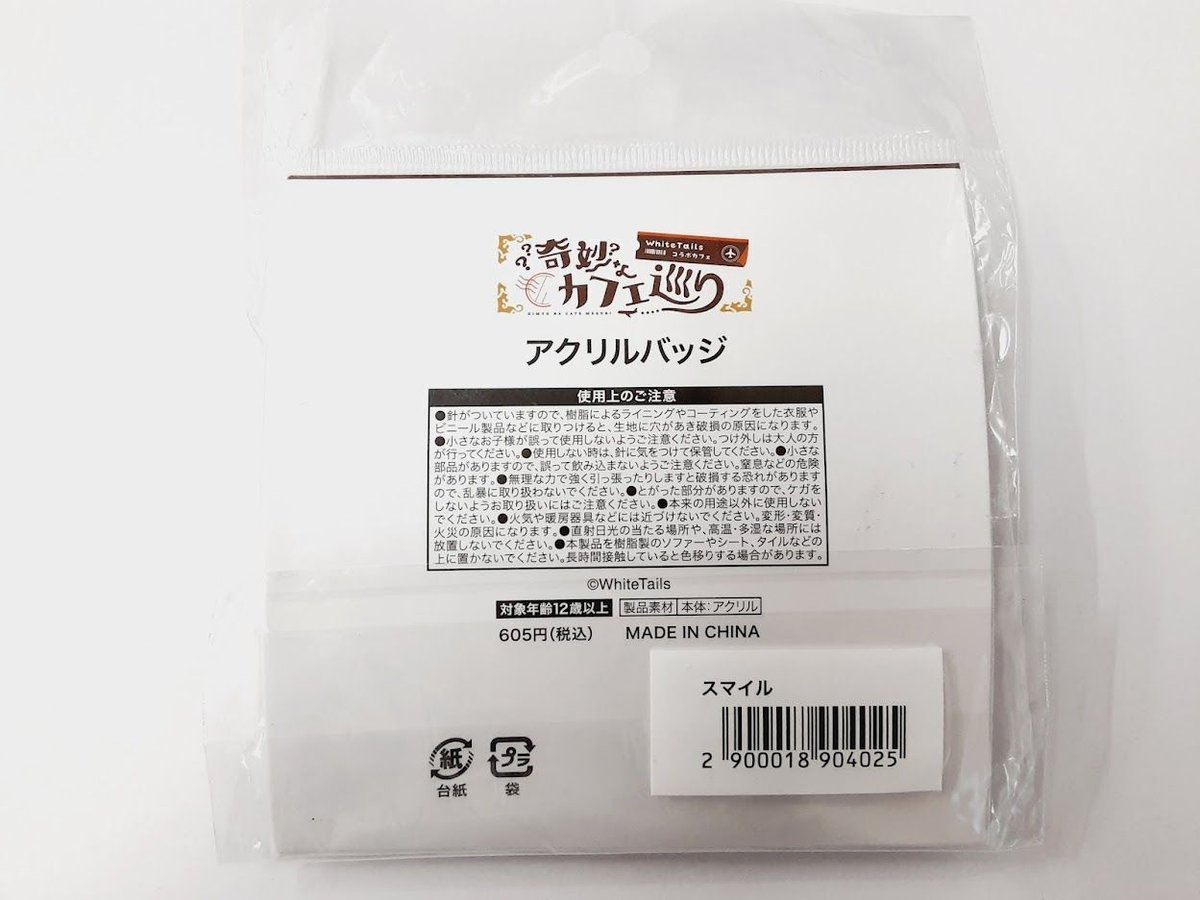 WhiteTails
コラボカフェ
奇妙な
カフェ巡り
KIMYO NA CAFE MEGURI
アクリルバッジ
使用上のご注意
●針がついていますので、樹脂によるライニングやコーティングをした衣服や
ビニール製品などに取りつけると、生地に穴があき破損の原因になります。
●小さなお子様が誤って使用しないようご注意ください。つけ外しは大人の方
が行ってください。●使用しない時は、針に気をつけて保管してください。●小さな
部品がありますので、誤って飲み込まないようご注意ください。窒息などの危険
があります。●無理な力で強く引っ張ったりしますと破損する恐れがあります
ので、乱暴に取り扱わないでください。●とがった部分がありますので、ケガを
しないようお取り扱いにはご注意ください。●本来の用途以外に使用しない
でください。●火気や暖房器具などには近づけないでください。変形・変質・
火災の原因になります。●直射日光の当たる場所や、高温・多湿な場所には
放置しないでください。●本製品を樹脂製のソファーやシート、タイルなどの
上に置かないでください。長時間接触していると色移りする場合があります。
©WhiteTails
対象年齢12歳以上 製品素材 本体:アクリル
605円(税込) MADE IN CHINA
スマイル
2 900018 904025
紙 プラ
台紙 袋